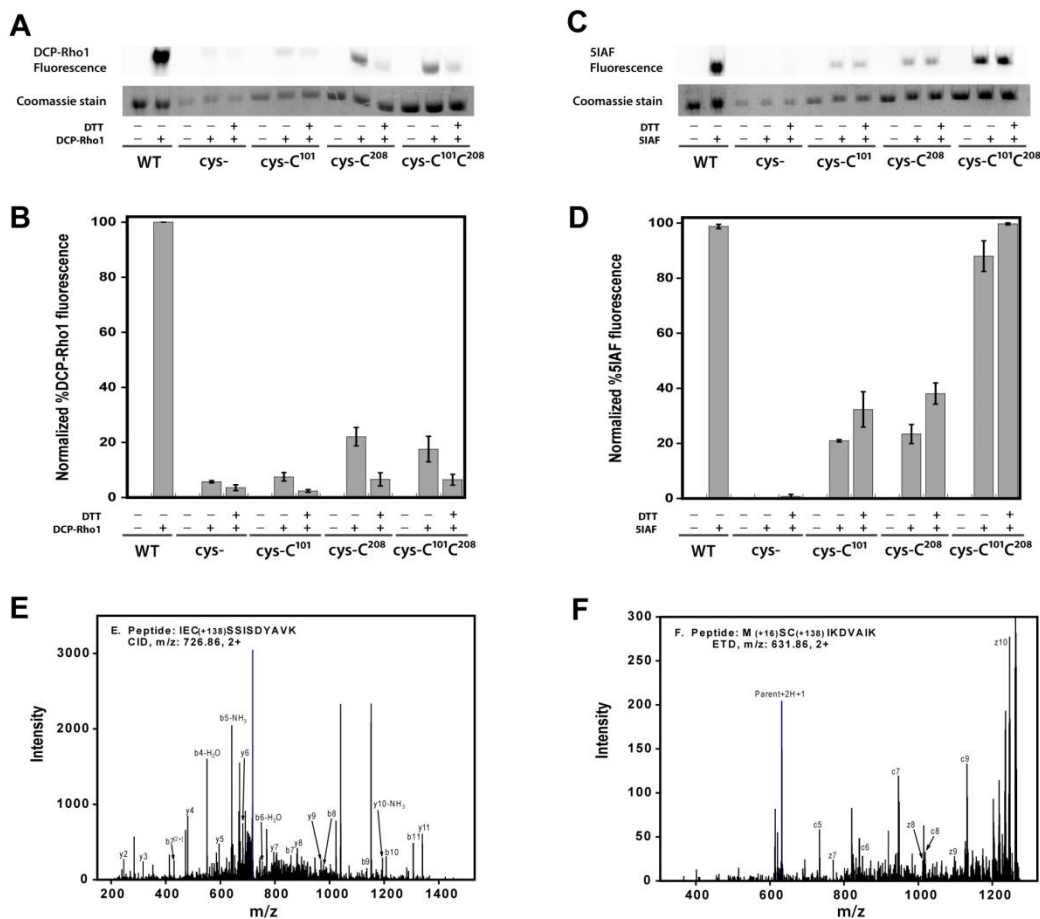 A
DCP-Rho1
Fluorescence
Coomassie stain
DTT – – – – + – – + – – + – – +
DCP-Rho1 – + – + + – + + – + + – + +
WT cys- cys-C¹⁰¹ cys-C²⁰⁸ cys-C¹⁰¹C²⁰⁸
C
5IAF
Fluorescence
Coomassie stain
DTT – – – – + – – + – – + – – +
5IAF – + – + + – + + – + + – + +
WT cys- cys-C¹⁰¹ cys-C²⁰⁸ cys-C¹⁰¹C²⁰⁸
B
Normalized %DCP-Rho1 fluorescence
100
80
60
40
20
0
DTT + + + +
DCP-Rho1 – + – + + – + + – + + – + +
WT cys- cys-C¹⁰¹ cys-C²⁰⁸ cys-C¹⁰¹C²⁰⁸
D
Normalized %5IAF fluorescence
100
80
60
40
20
0
DTT + + + +
5IAF – + – + + – + + – + + – + +
WT cys- cys-C¹⁰¹ cys-C²⁰⁸ cys-C¹⁰¹C²⁰⁸
E
E. Peptide: IEC(+138)SSISDYAVK
CID, m/z: 726.86, 2+
Intensity
3000
2000
1000
0
y2
y3
b7(2+)
y4
b4-H₂O
y5
b5-NH₃
y6
b6-H₂O
y7
b7
y8
y9
b8
b9
y10-NH₃
b10
b11
y11
200 400 600 800 1000 1200 1400
m/z
F
F. Peptide: M (+16)SC(+138)IKDVAIK
ETD, m/z: 631.86, 2+
Intensity
300
250
200
150
100
50
0
Parent+2H+1
c5
z7
c6
c7
z8
c8
z9
c9
z10
400 600 800 1000 1200
m/z